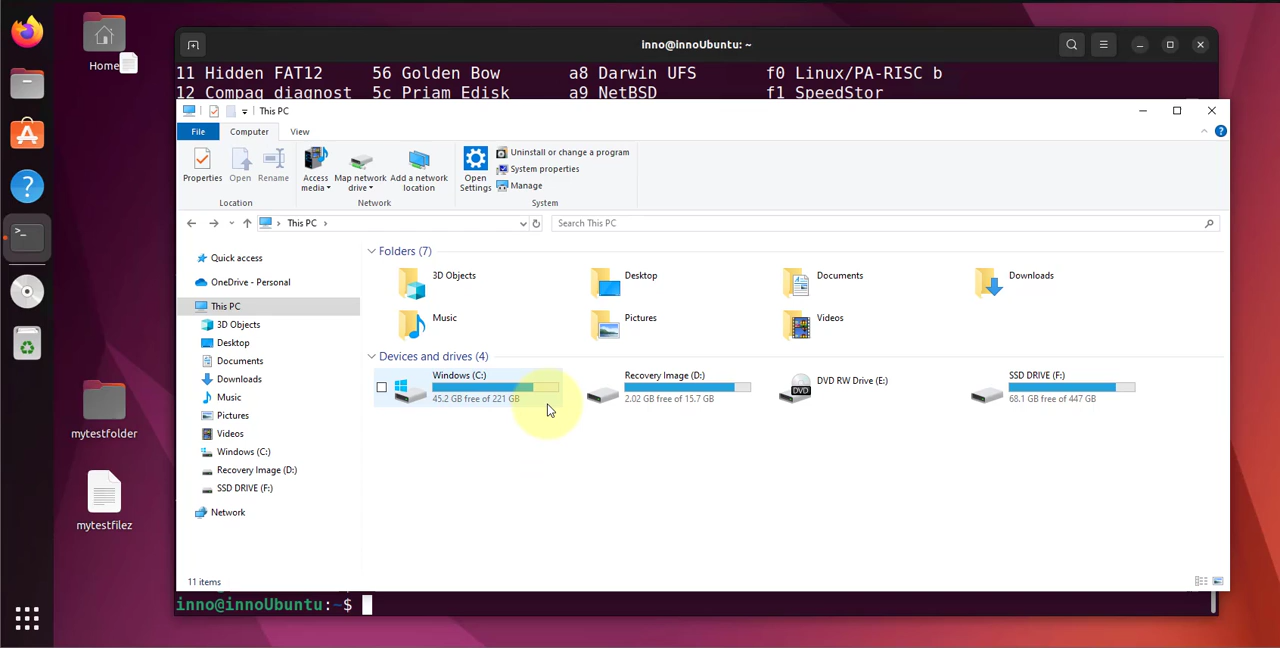 inno@innoUbuntu: ~
Home
11 Hidden FAT12 56 Golden Bow a8 Darwin UFS f0 Linux/PA-RISC b
12 Compaq diagnost 5c Priam Edisk a9 NetBSD f1 SpeedStor
This PC
File Computer View
Properties Open Rename
Location
Access media Map network drive Add a network location
Network
Open Settings
Uninstall or change a program
System properties
Manage
System
This PC
Search This PC
Quick access
OneDrive - Personal
This PC
3D Objects
Desktop
Documents
Downloads
Music
Pictures
Videos
Windows (C:)
Recovery Image (D:)
SSD DRIVE (F:)
Network
Folders (7)
3D Objects Desktop Documents Downloads
Music Pictures Videos
Devices and drives (4)
Windows (C:)
45.2 GB free of 221 GB
Recovery Image (D:)
2.02 GB free of 15.7 GB
DVD
DVD RW Drive (E:)
SSD DRIVE (F:)
68.1 GB free of 447 GB
11 items
mytestfolder
mytestfilez
inno@innoUbuntu:~$